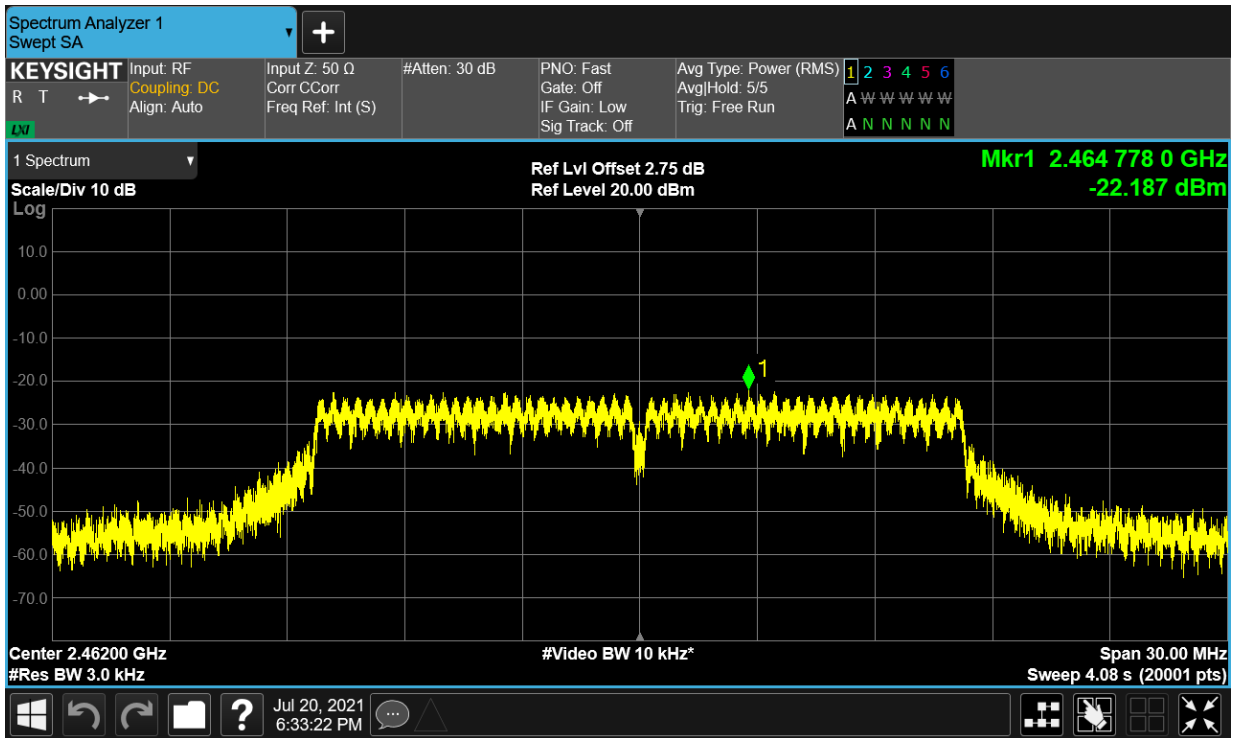 Spectrum Analyzer 1
Swept SA
▼
+
KEYSIGHT
R T
LXI
Input: RF
Coupling: DC
Align: Auto
Input Z: 50 Ω
Corr CCorr
Freq Ref: Int (S)
#Atten: 30 dB
PNO: Fast
Gate: Off
IF Gain: Low
Sig Track: Off
Avg Type: Power (RMS)
Avg|Hold: 5/5
Trig: Free Run
1 2 3 4 5 6
A W W W W W
A N N N N N
1 Spectrum ▼
Scale/Div 10 dB
Log
Ref Lvl Offset 2.75 dB
Ref Level 20.00 dBm
Mkr1 2.464 778 0 GHz
-22.187 dBm
10.0
0.00
-10.0
-20.0
-30.0
-40.0
-50.0
-60.0
-70.0
1
Center 2.46200 GHz
#Res BW 3.0 kHz
#Video BW 10 kHz*
Span 30.00 MHz
Sweep 4.08 s (20001 pts)
?
Jul 20, 2021
6:33:22 PM